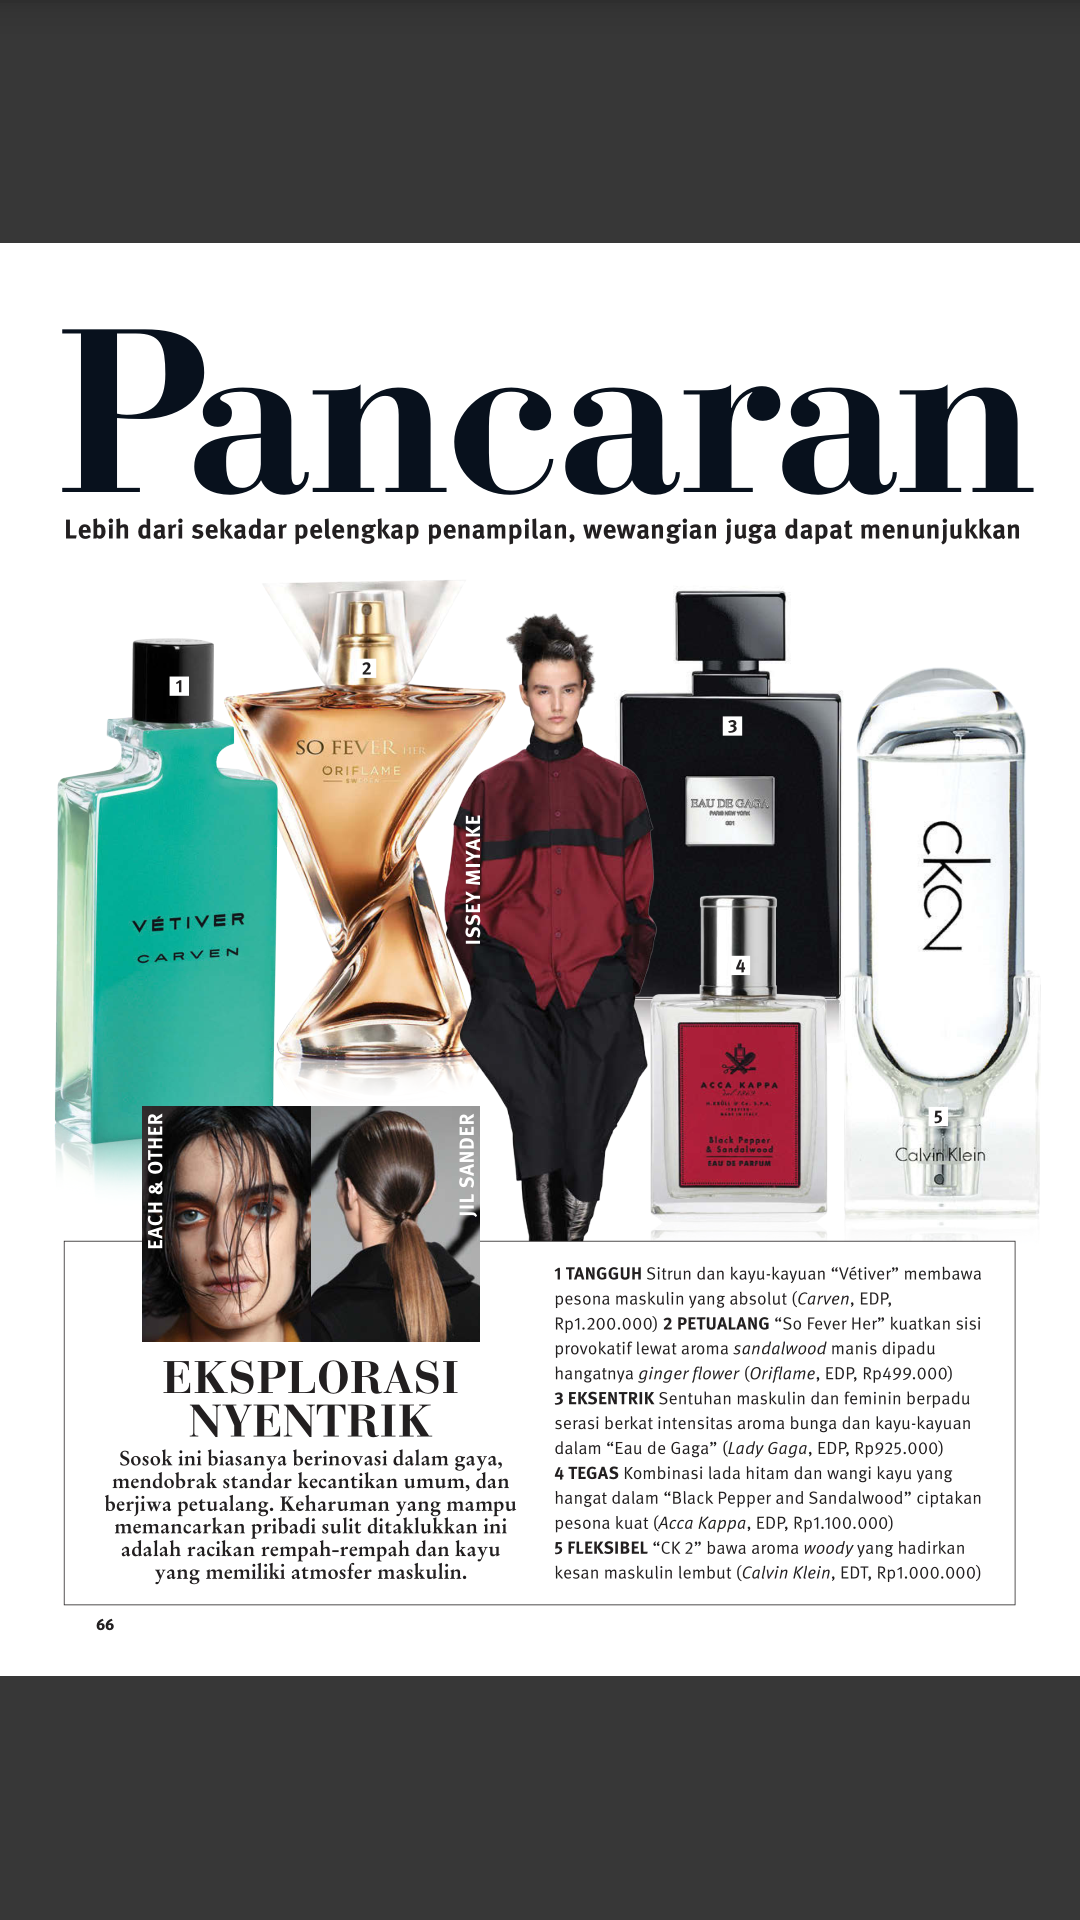 Pancaran
Lebih dari sekadar pelengkap penampilan, wewangian juga dapat menunjukkan
1
VÉTIVER
CARVEN
2
SO FEVER HER
ORIFLAME
SWEDEN
ISSEY MIYAKE
3
EAU DE GAGA
PARIS NEW YORK
001
4
ACCA KAPPA
BLACK PEPPER
& Sandalwood
EAU DE PARFUM
ck2
5
Calvin Klein
EACH & OTHER
JIL SANDER
EKSPLORASI
NYENTRIK
Sosok ini biasanya berinovasi dalam gaya,
mendobrak standar kecantikan umum, dan
berjiwa petualang. Keharuman yang mampu
memancarkan pribadi sulit ditaklukkan ini
adalah racikan rempah-rempah dan kayu
yang memiliki atmosfer maskulin.
1 TANGGUH Sitrun dan kayu-kayuan “Vétiver” membawa
pesona maskulin yang absolut (Carven, EDP,
Rp1.200.000) 2 PETUALANG “So Fever Her” kuatkan sisi
provokatif lewat aroma sandalwood manis dipadu
hangatnya ginger flower (Oriflame, EDP, Rp499.000)
3 EKSENTRIK Sentuhan maskulin dan feminin berpadu
serasi berkat intensitas aroma bunga dan kayu-kayuan
dalam “Eau de Gaga” (Lady Gaga, EDP, Rp925.000)
4 TEGAS Kombinasi lada hitam dan wangi kayu yang
hangat dalam “Black Pepper and Sandalwood” ciptakan
pesona kuat (Acca Kappa, EDP, Rp1.100.000)
5 FLEKSIBEL “CK 2” bawa aroma woody yang hadirkan
kesan maskulin lembut (Calvin Klein, EDT, Rp1.000.000)
66